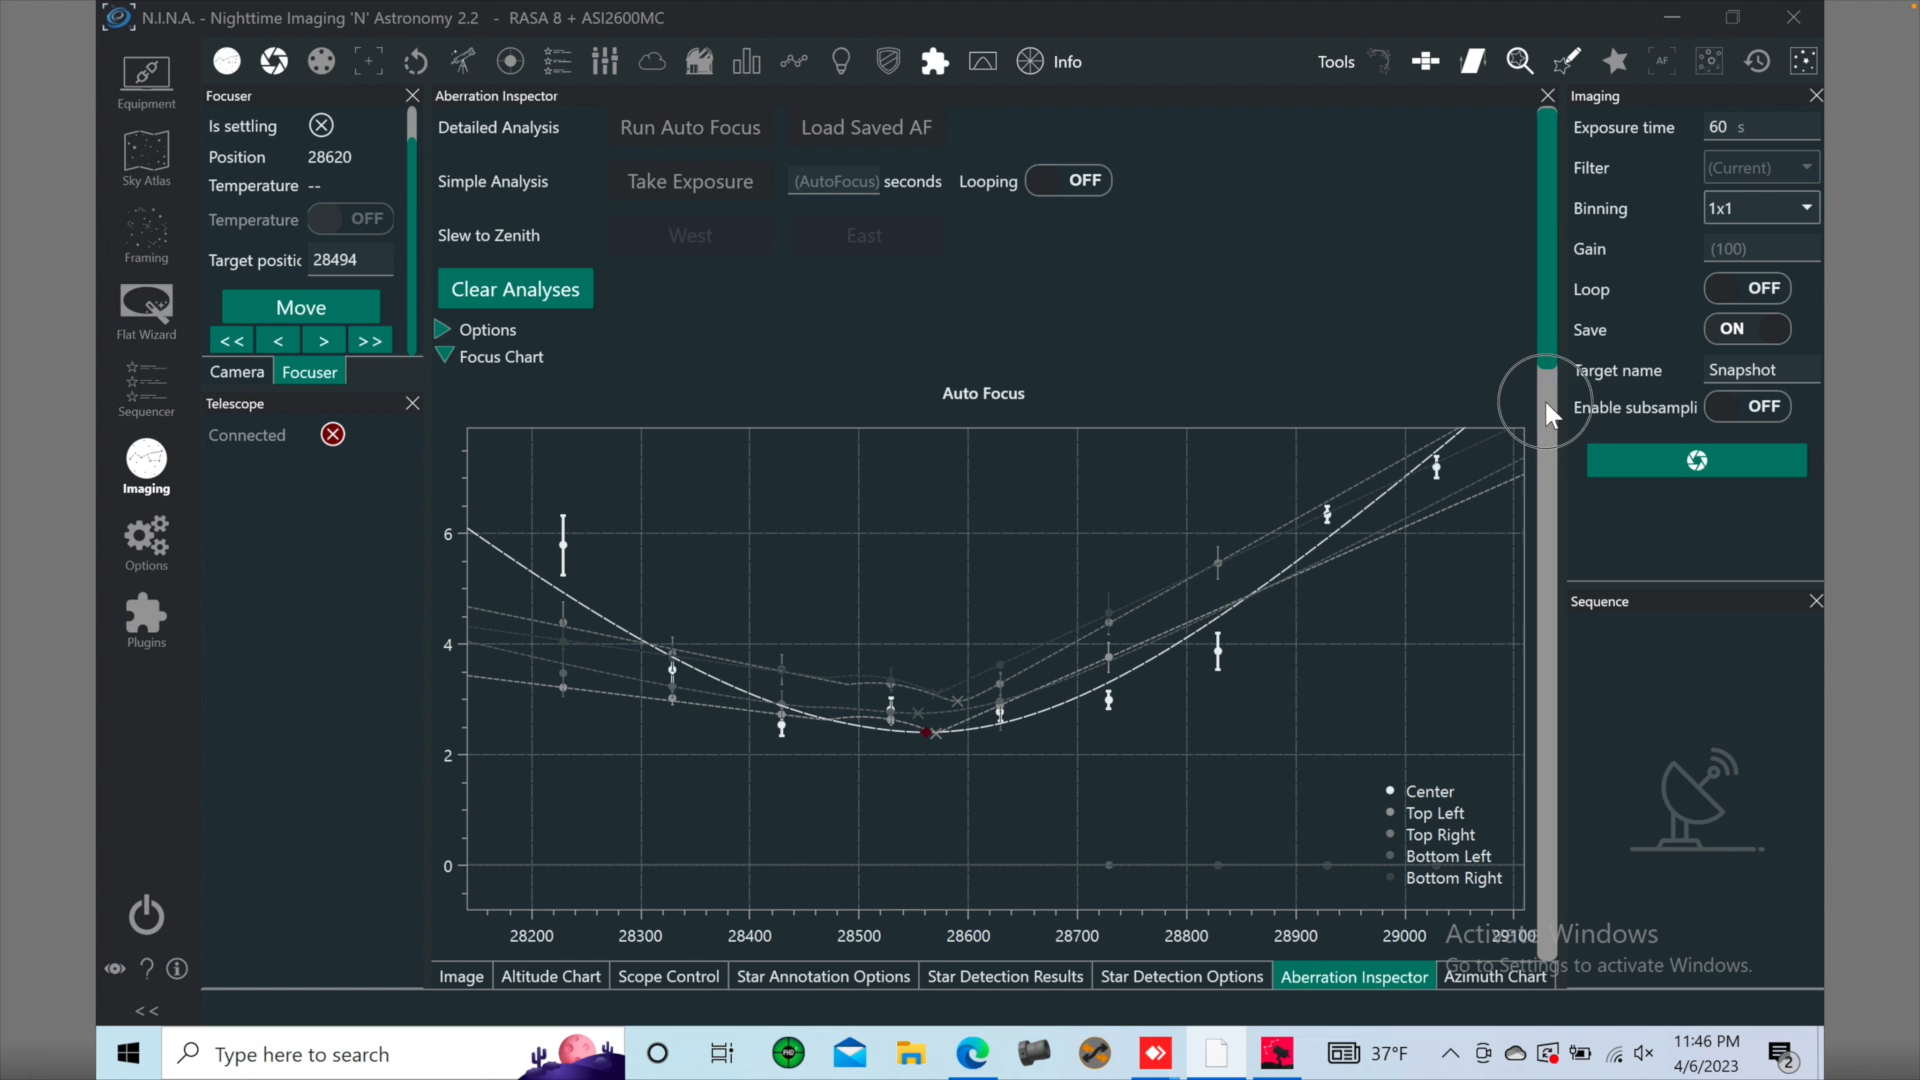 N.I.N.A. - Nighttime Imaging 'N' Astronomy 2.2 - RASA 8 + ASI2600MC
Info
Tools
AF
Equipment
Sky Atlas
Framing
Flat Wizard
Sequencer
Imaging
Options
Plugins
<<
Focuser
Is settling
Position 28620
Temperature --
Temperature OFF
Target positic 28494
Move
<< < > >>
Camera Focuser
Telescope
Connected
Aberration Inspector
Detailed Analysis Run Auto Focus Load Saved AF
Simple Analysis Take Exposure (AutoFocus) seconds Looping OFF
Slew to Zenith West East
Clear Analyses
Options
Focus Chart
Auto Focus
6
4
2
0
28200 28300 28400 28500 28600 28700 28800 28900 29000 29100
Center
Top Left
Top Right
Bottom Left
Bottom Right
Image Altitude Chart Scope Control Star Annotation Options Star Detection Results Star Detection Options Aberration Inspector Azimuth Chart
Imaging
Exposure time 60 s
Filter (Current)
Binning 1x1
Gain (100)
Loop OFF
Save ON
Target name Snapshot
Enable subsampli OFF
Sequence
Activate Windows
Go to Settings to activate Windows.
Type here to search
37°F
11:46 PM
4/6/2023
2